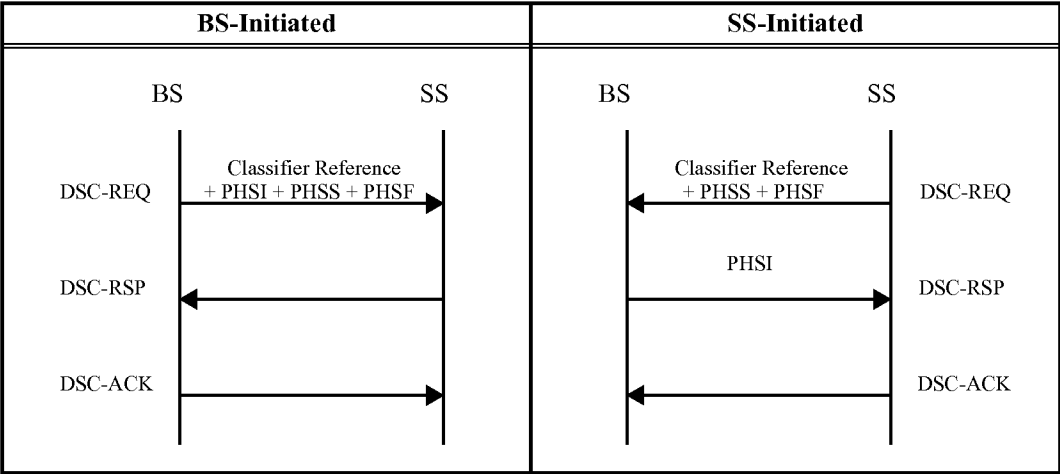 BS-Initiated
SS-Initiated
BS
SS
BS
SS
Classifier Reference
+ PHSI + PHSS + PHSF
Classifier Reference
+ PHSS + PHSF
DSC-REQ
DSC-REQ
PHSI
DSC-RSP
DSC-RSP
DSC-ACK
DSC-ACK